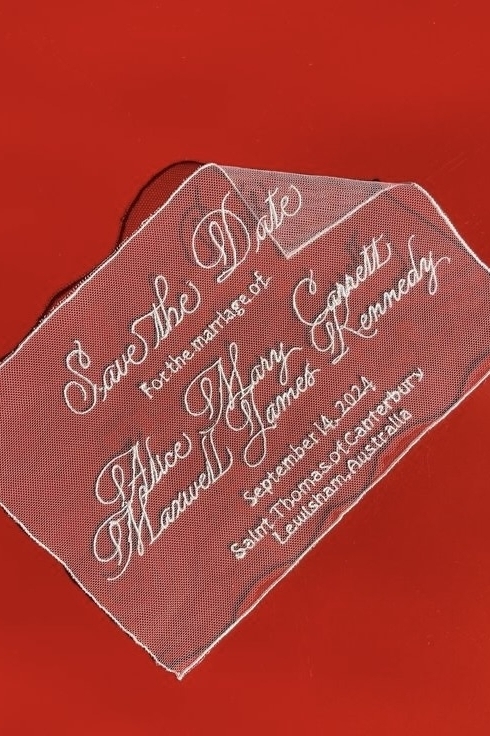 Save the Date
For the marriage of
Alice Mary Garrett
Maxwell James Kennedy
September 14, 2024
Saint Thomas of Canterbury
Lewisham, Australia